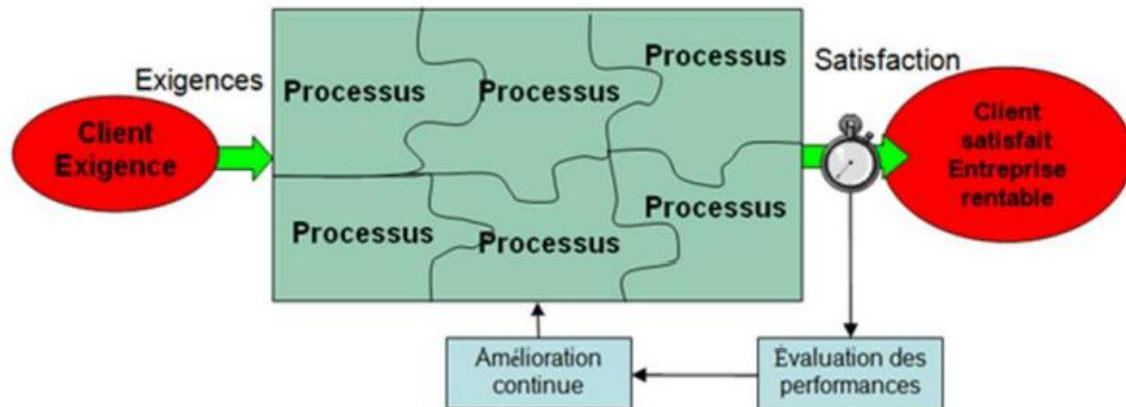 Exigences
Client
Exigence
Processus
Processus
Processus
Processus
Processus
Processus
Satisfaction
Client
satisfait
Entreprise
rentable
Amélioration
continue
Évaluation des
performances